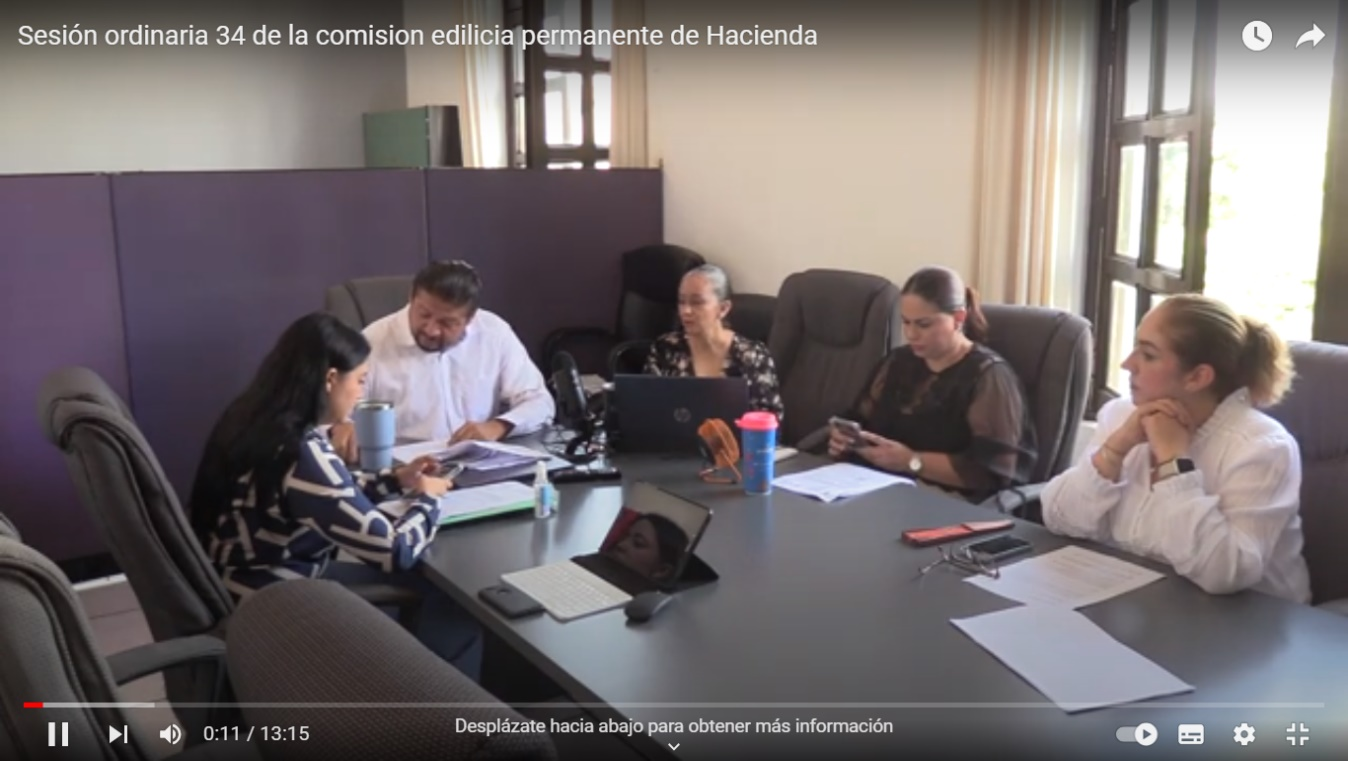 Sesión ordinaria 34 de la comision edilicia permanente de Hacienda
hp
0:11 / 13:15
Desplázate hacia abajo para obtener más información